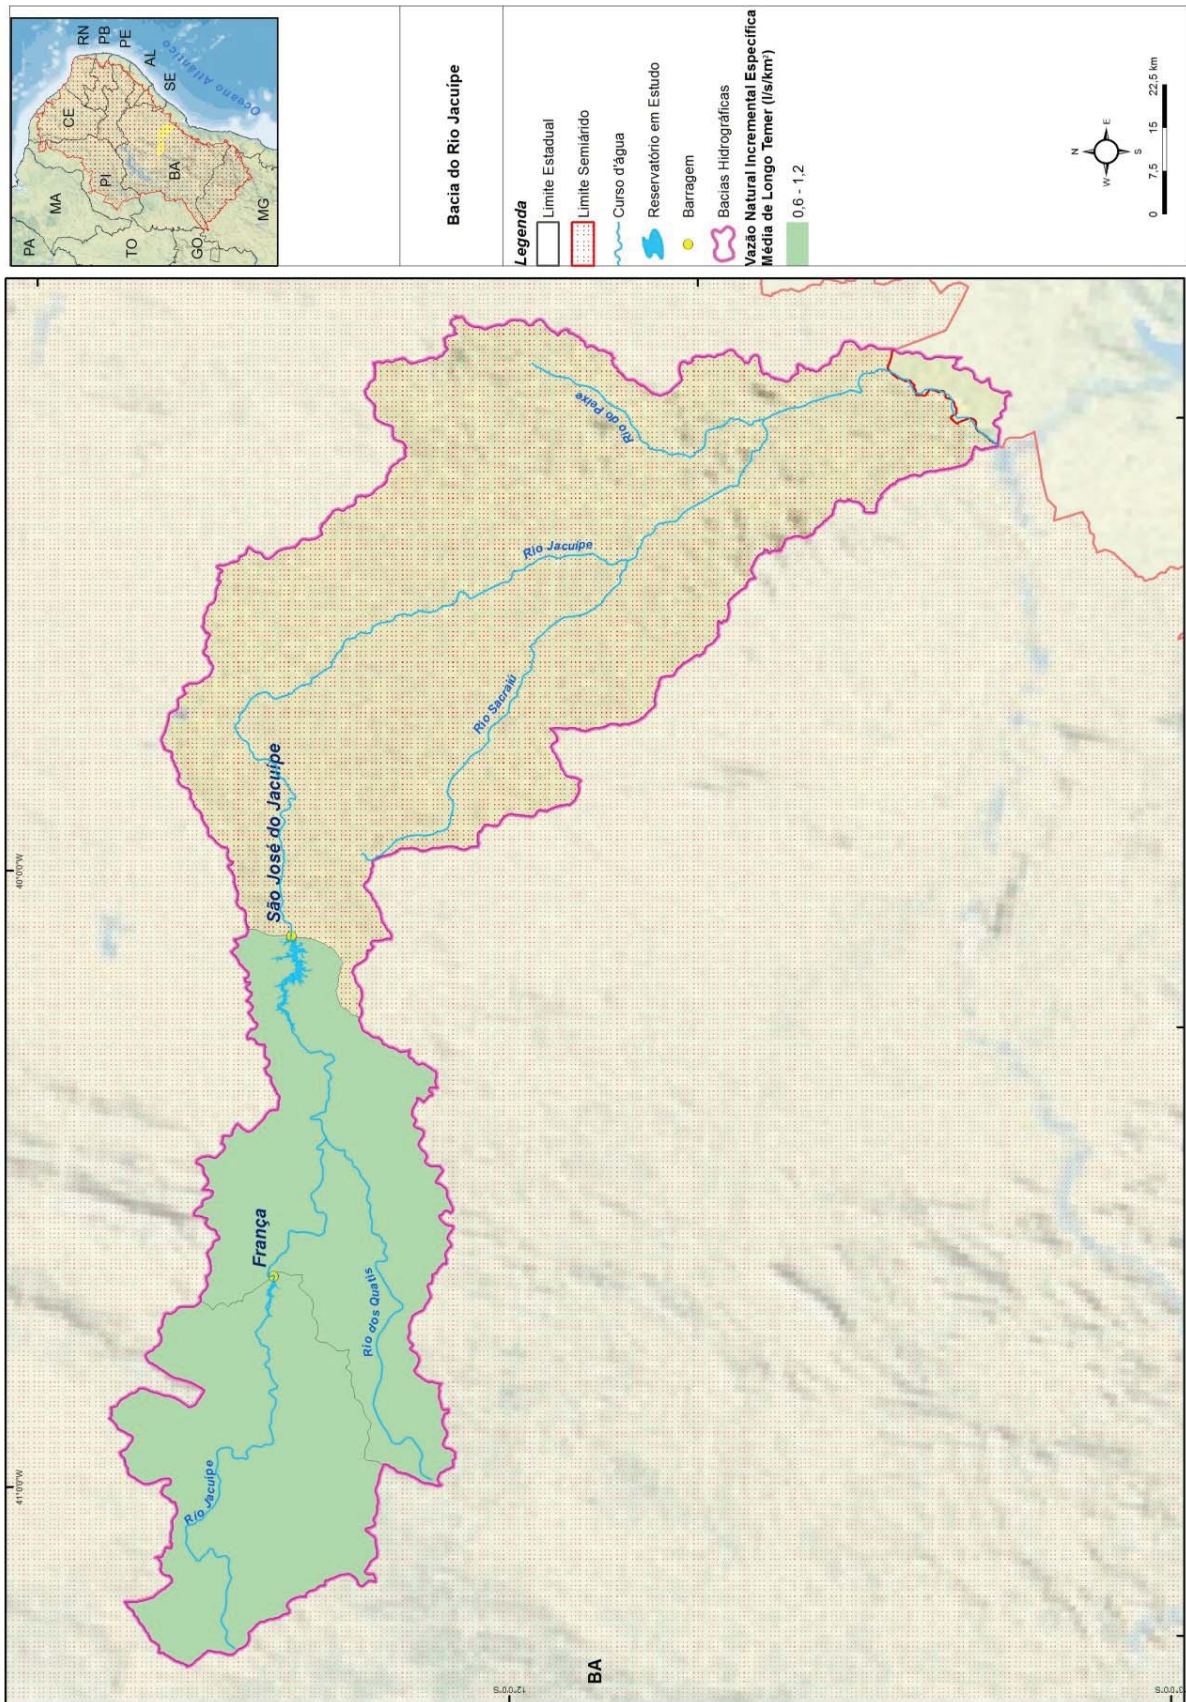 PA
MA
CE
RN
PB
PE
AL
SE
PI
TO
BA
GO
MG
Oceano Atlântico
Bacia do Rio Jacuípe
Legenda
Limite Estadual
Limite Semiárido
Curso d'água
Reservatório em Estudo
Barragem
Bacias Hidrográficas
Vazão Natural Incremental Específica
Média de Longo Temer (l/s/km²)
0,6 - 1,2
N
W
E
S
0
7,5
15
22,5 km
41°0'0"W
40°0'0"W
12°0'0"S
Rio Jacuípe
França
Rio dos Quatis
São José do Jacuípe
Rio Sacraiú
Rio Jacuípe
Rio do Peixe
BA